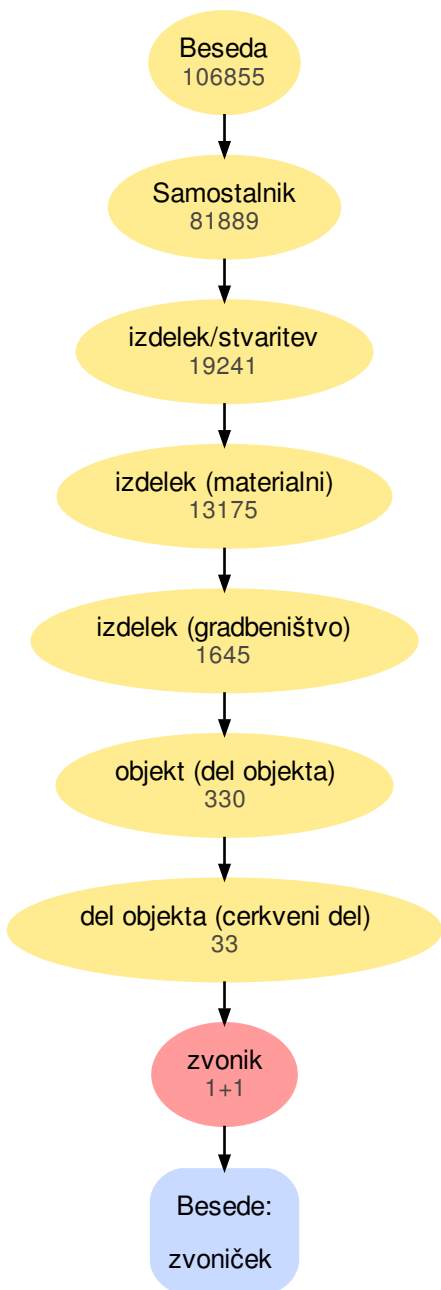 Beseda
106855
Samostalnik
81889
izdelek/stvaritev
19241
izdelek (materialni)
13175
izdelek (gradbeništvo)
1645
objekt (del objekta)
330
del objekta (cerkveni del)
33
zvonik
1+1
Besede:
zvoniček